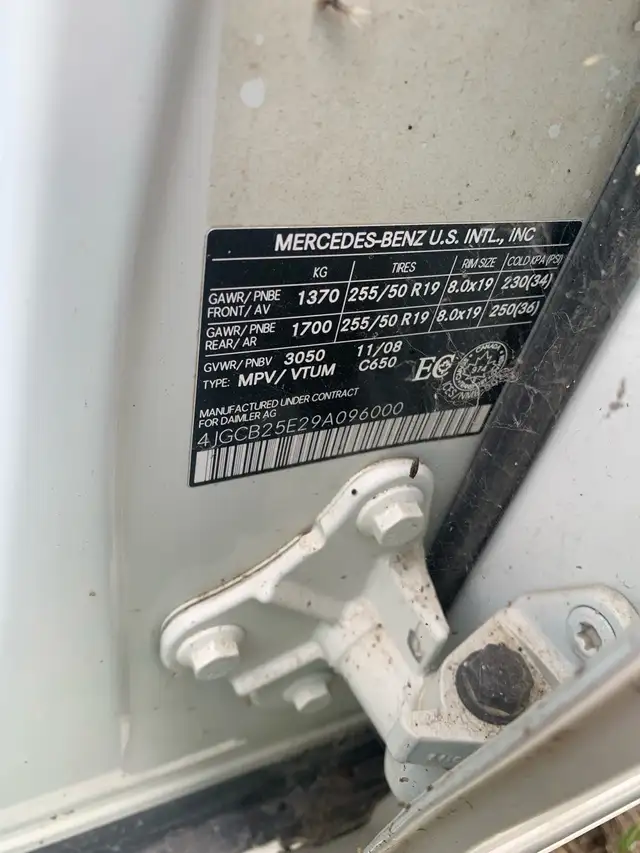 MERCEDES-BENZ U.S. INTL., INC
KG TIRES RIM SIZE COLD KPA (PSI)
GAWR/PNBE FRONT/AV 1370 255/50 R19 8.0x19 230(34)
GAWR/PNBE REAR/AR 1700 255/50 R19 8.0x19 250(36)
GVWR/PNBV 3050 11/08
TYPE: MPV/VTUM C650 EC
CANADA
MANUFACTURED UNDER CONTRACT
FOR DAIMLER AG
4JGCB25E29A096000